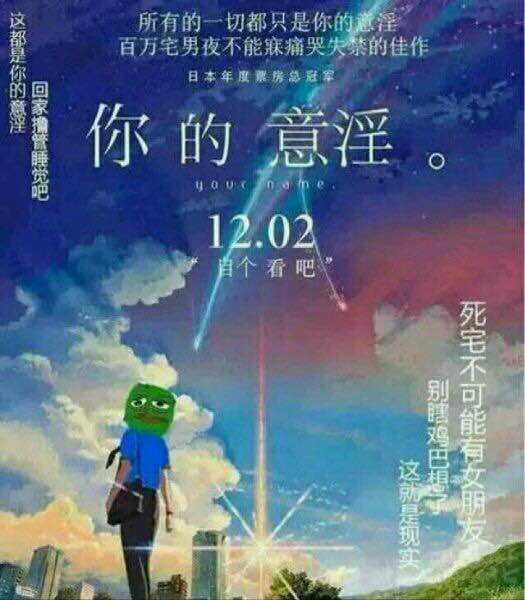 所有的一切都只是你的意淫
百万宅男夜不能寐痛哭失禁的佳作
日本年度票房总冠军
你的意淫。
your name.
12.02
“自个看吧”
这都是你的意淫
回家撸管睡觉吧
死宅不可能有女朋友
别瞎鸡巴想了
这就是现实